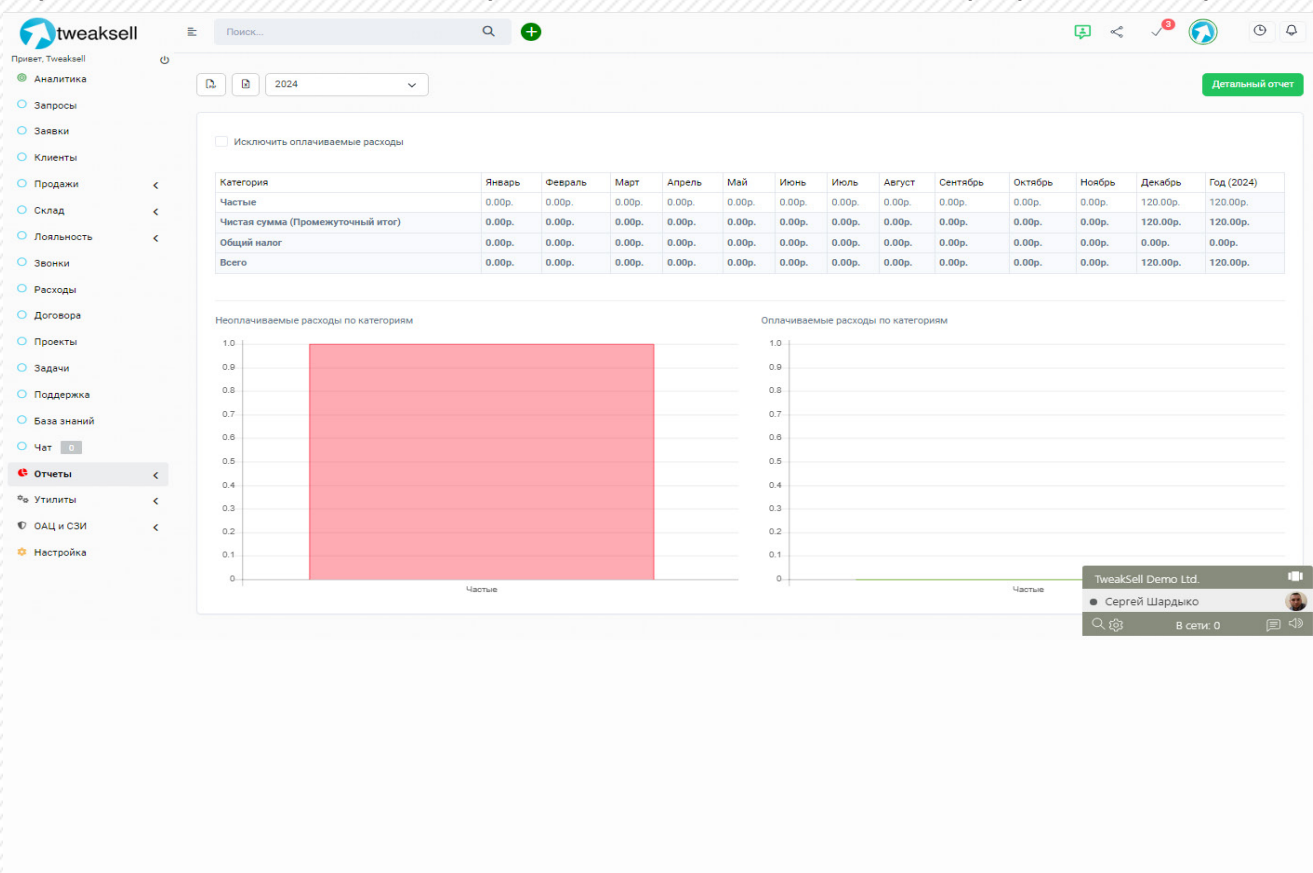 tweaksell
Поиск...
3
Привет, Tweaksell
Аналитика
Запросы
Заявки
Клиенты
Продажи
Склад
Лояльность
Звонки
Расходы
Договора
Проекты
Задачи
Поддержка
База знаний
Чат 0
Отчеты
Утилиты
ОАЦ и СЗИ
Настройка
2024
Детальный отчет
Исключить оплачиваемые расходы
Категория Январь Февраль Март Апрель Май Июнь Июль Август Сентябрь Октябрь Ноябрь Декабрь Год (2024)
Частые 0.00р. 0.00р. 0.00р. 0.00р. 0.00р. 0.00р. 0.00р. 0.00р. 0.00р. 0.00р. 0.00р. 120.00р. 120.00р.
Чистая сумма (Промежуточный итог) 0.00р. 0.00р. 0.00р. 0.00р. 0.00р. 0.00р. 0.00р. 0.00р. 0.00р. 0.00р. 0.00р. 120.00р. 120.00р.
Общий налог 0.00р. 0.00р. 0.00р. 0.00р. 0.00р. 0.00р. 0.00р. 0.00р. 0.00р. 0.00р. 0.00р. 0.00р. 0.00р.
Всего 0.00р. 0.00р. 0.00р. 0.00р. 0.00р. 0.00р. 0.00р. 0.00р. 0.00р. 0.00р. 0.00р. 120.00р. 120.00р.
Неоплачиваемые расходы по категориям
1.0
0.9
0.8
0.7
0.6
0.5
0.4
0.3
0.2
0.1
0
Частые
Оплачиваемые расходы по категориям
1.0
0.9
0.8
0.7
0.6
0.5
0.4
0.3
0.2
0.1
0
Частые
TweakSell Demo Ltd.
Сергей Шардыко
В сети: 0